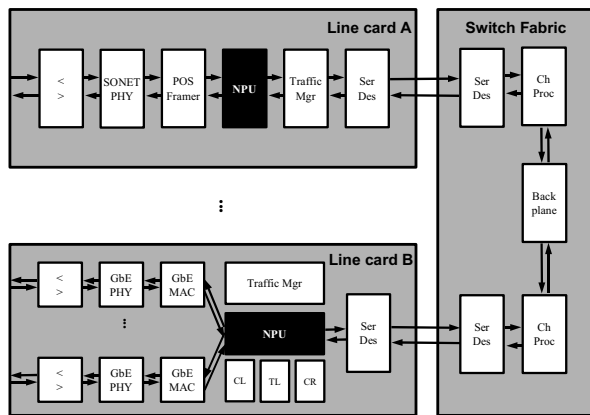 Line card A
Switch Fabric
<
>
SONET
PHY
POS
Framer
NPU
Traffic
Mgr
Ser
Des
Ser
Des
Ch
Proc
Back
plane
...
Line card B
<
>
GbE
PHY
GbE
MAC
Traffic Mgr
...
NPU
Ser
Des
Ser
Des
Ch
Proc
<
>
GbE
PHY
GbE
MAC
CL
TL
CR